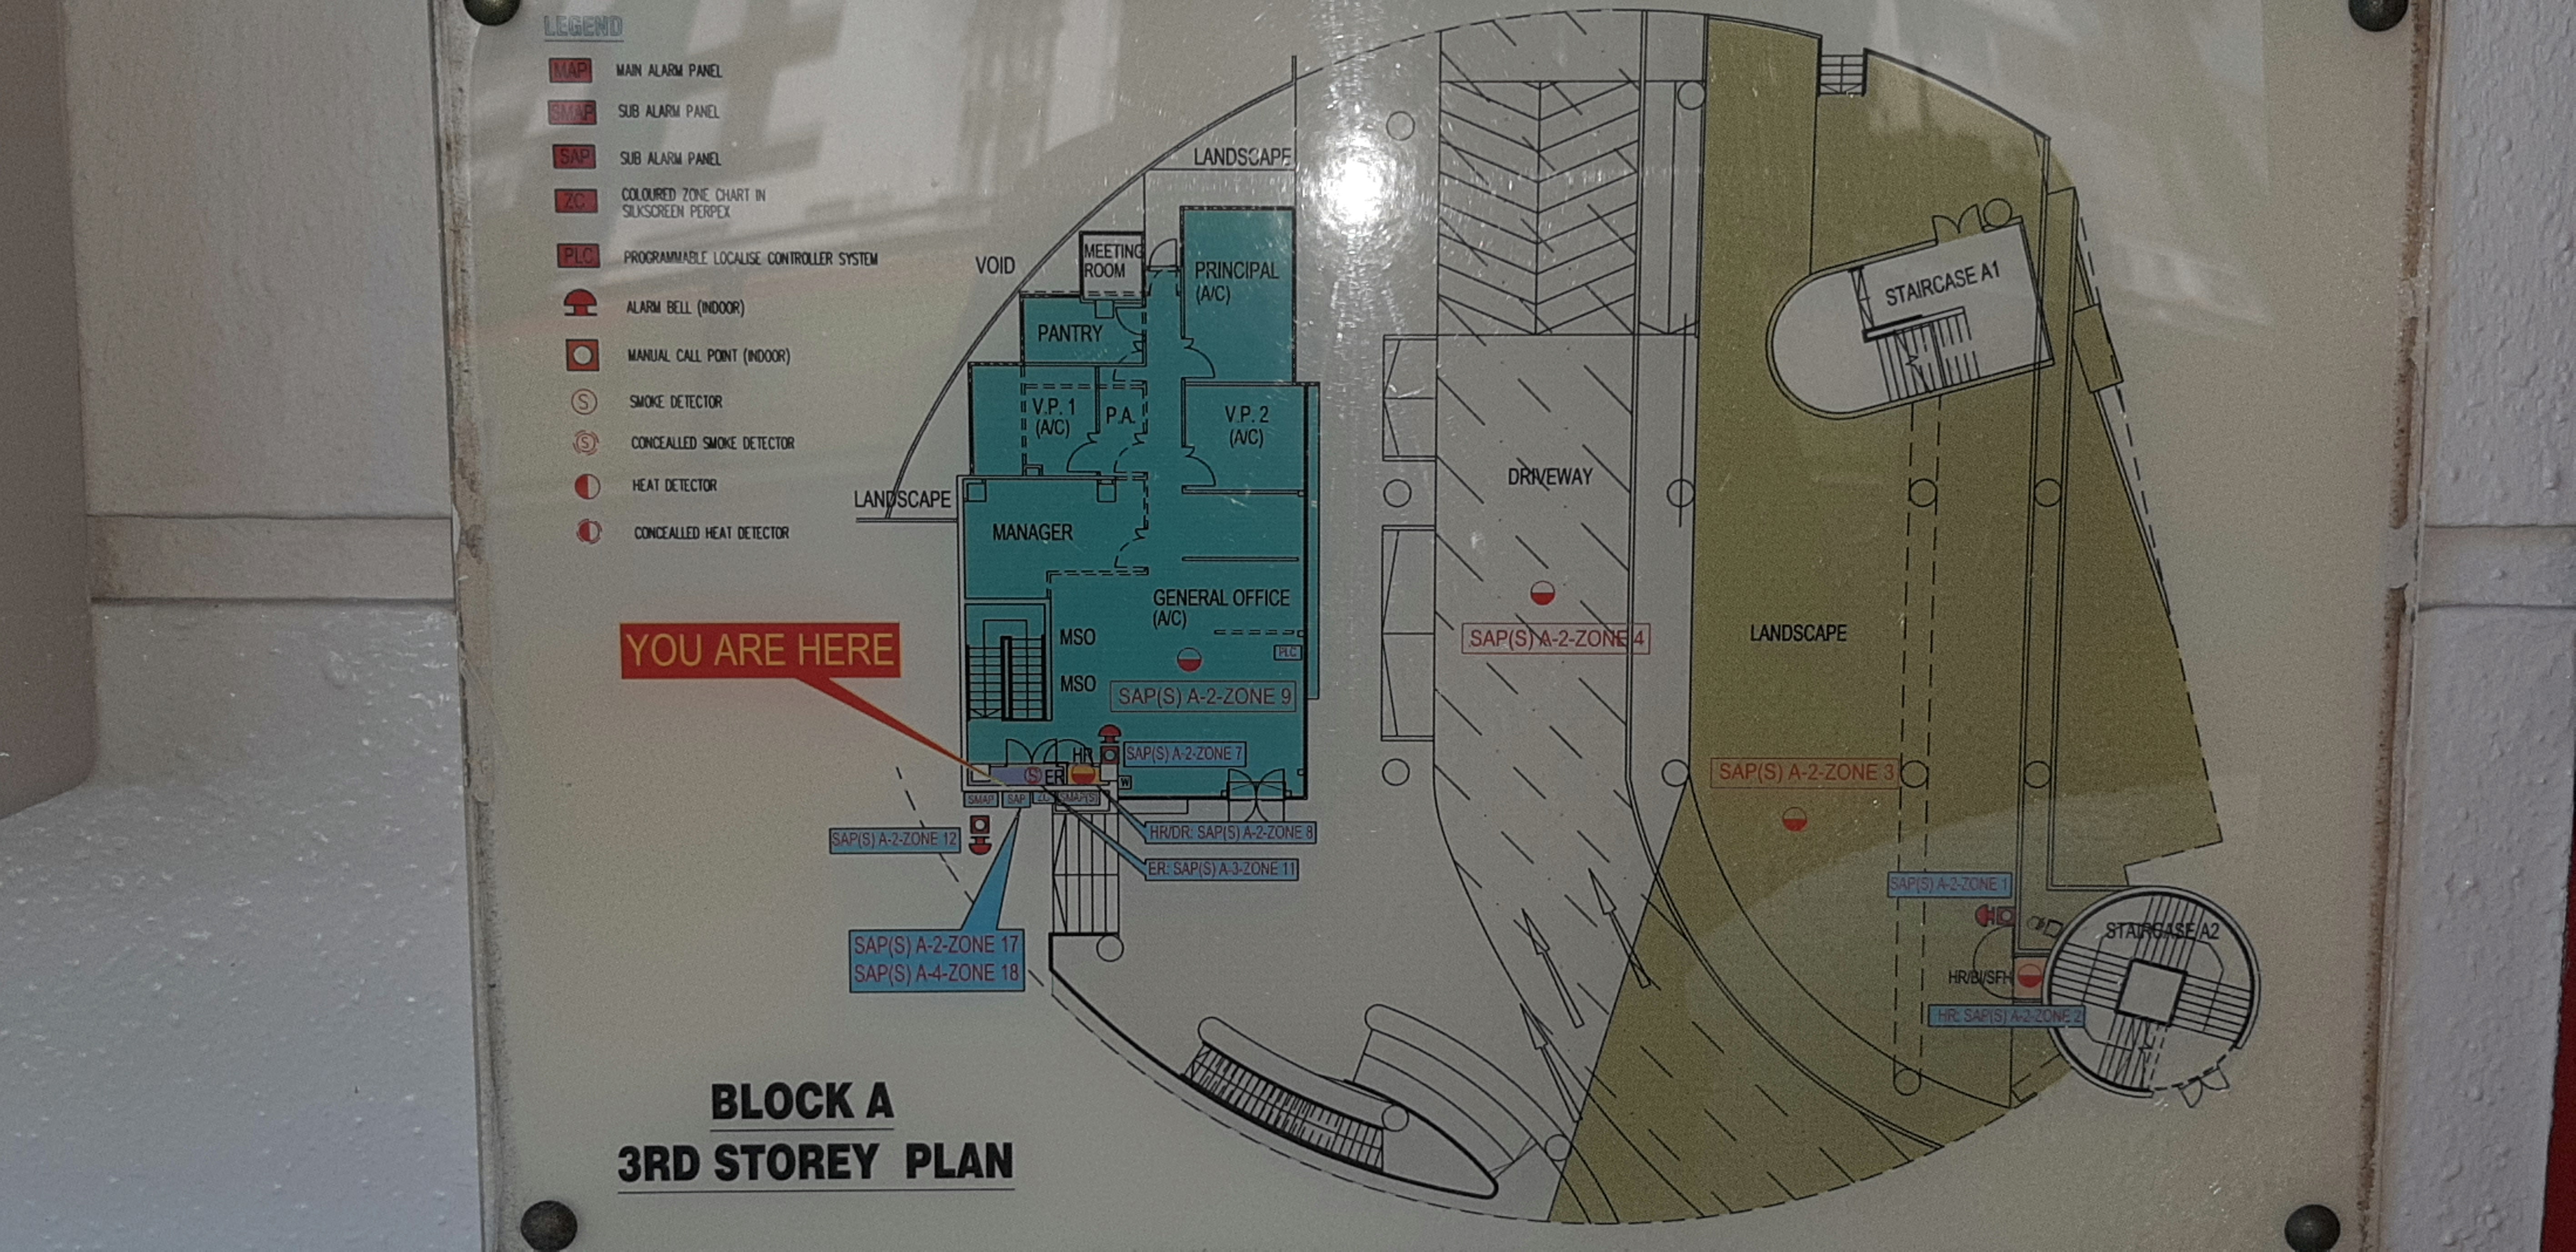 LEGEND
MAP MAIN ALARM PANEL
SMAP SUB ALARM PANEL
SAP SUB ALARM PANEL
ZC COLOURED ZONE CHART IN
SILKSCREEN PERPEX
PLC PROGRAMMABLE LOCALISE CONTROLLER SYSTEM
ALARM BELL (INDOOR)
MANUAL CALL POINT (INDOOR)
S SMOKE DETECTOR
S CONCEALLED SMOKE DETECTOR
HEAT DETECTOR
CONCEALLED HEAT DETECTOR
LANDSCAPE
VOID
MEETING
ROOM
PRINCIPAL
(A/C)
PANTRY
V.P. 1
(A/C)
P.A.
V.P. 2
(A/C)
LANDSCAPE
MANAGER
GENERAL OFFICE
(A/C)
MSO
MSO
PLC
SAP(S) A-2-ZONE 9
YOU ARE HERE
HR
SAP(S) A-2-ZONE 7
S
ER
W
SMAP
SAP
ZC
SMAP(S)
SAP(S) A-2-ZONE 12
HR/DR: SAP(S) A-2-ZONE 8
ER: SAP(S) A-3-ZONE 11
SAP(S) A-2-ZONE 17
SAP(S) A-4-ZONE 18
DRIVEWAY
SAP(S) A-2-ZONE 4
STAIRCASE A1
LANDSCAPE
SAP(S) A-2-ZONE 3
SAP(S) A-2-ZONE 1
STAIRCASE A2
HR/BI/SFH
HR: SAP(S) A-2-ZONE 2
BLOCK A
3RD STOREY PLAN